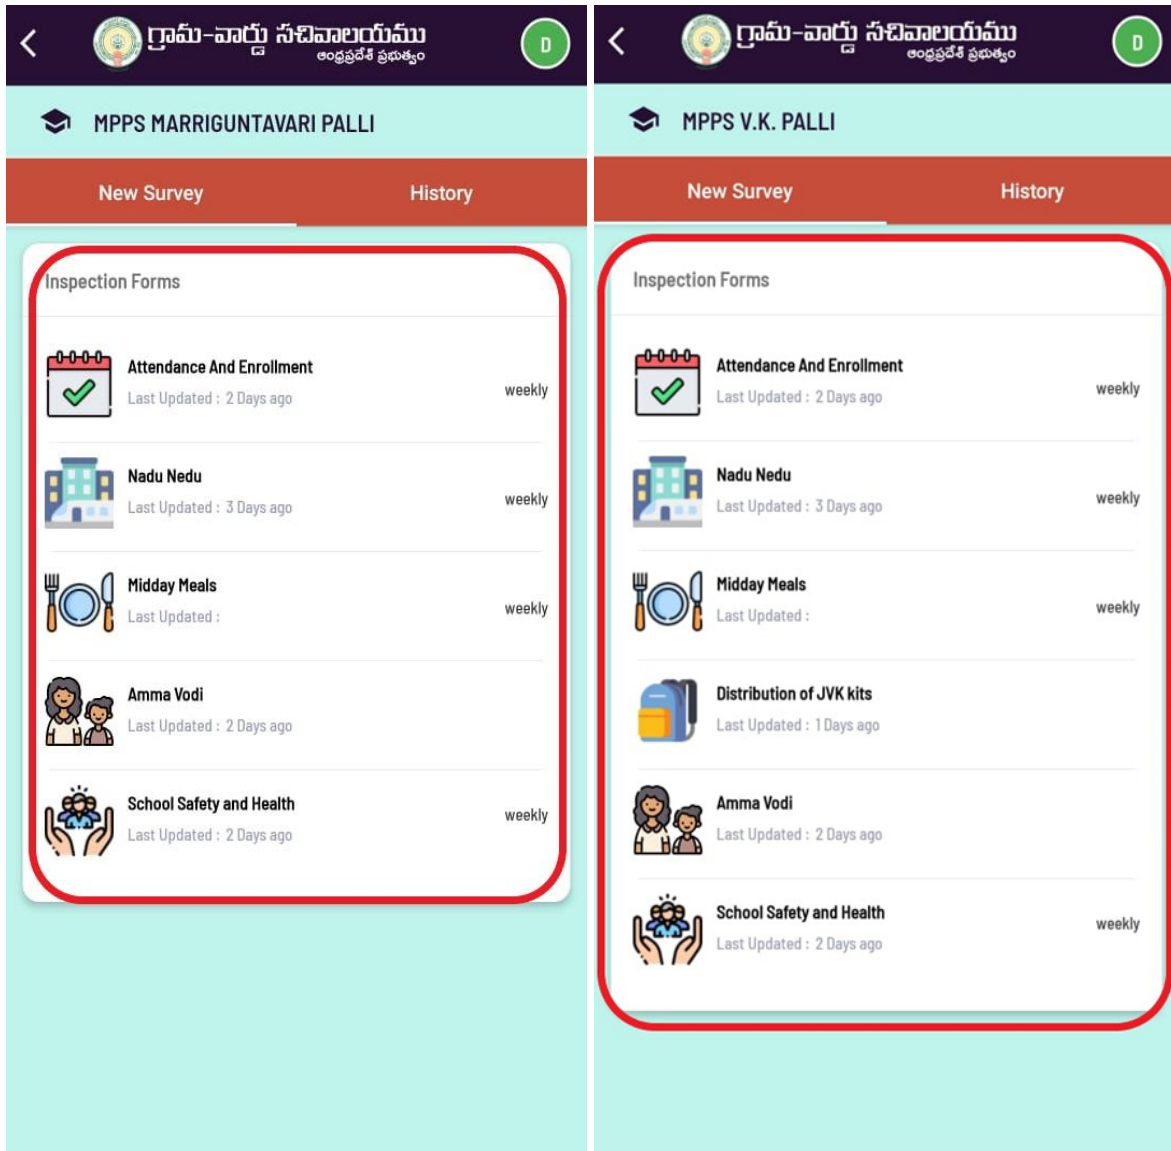 గ్రామ-వార్డు సచివాలయము
ఆంధ్రప్రదేశ్ ప్రభుత్వం
D
MPPS MARRIGUNTAVARI PALLI
New Survey
History
Inspection Forms
Attendance And Enrollment
Last Updated : 2 Days ago
weekly
Nadu Nedu
Last Updated : 3 Days ago
weekly
Midday Meals
Last Updated :
weekly
Amma Vodi
Last Updated : 2 Days ago
School Safety and Health
Last Updated : 2 Days ago
weekly
గ్రామ-వార్డు సచివాలయము
ఆంధ్రప్రదేశ్ ప్రభుత్వం
D
MPPS V.K. PALLI
New Survey
History
Inspection Forms
Attendance And Enrollment
Last Updated : 2 Days ago
weekly
Nadu Nedu
Last Updated : 3 Days ago
weekly
Midday Meals
Last Updated :
weekly
Distribution of JVK kits
Last Updated : 1 Days ago
Amma Vodi
Last Updated : 2 Days ago
School Safety and Health
Last Updated : 2 Days ago
weekly